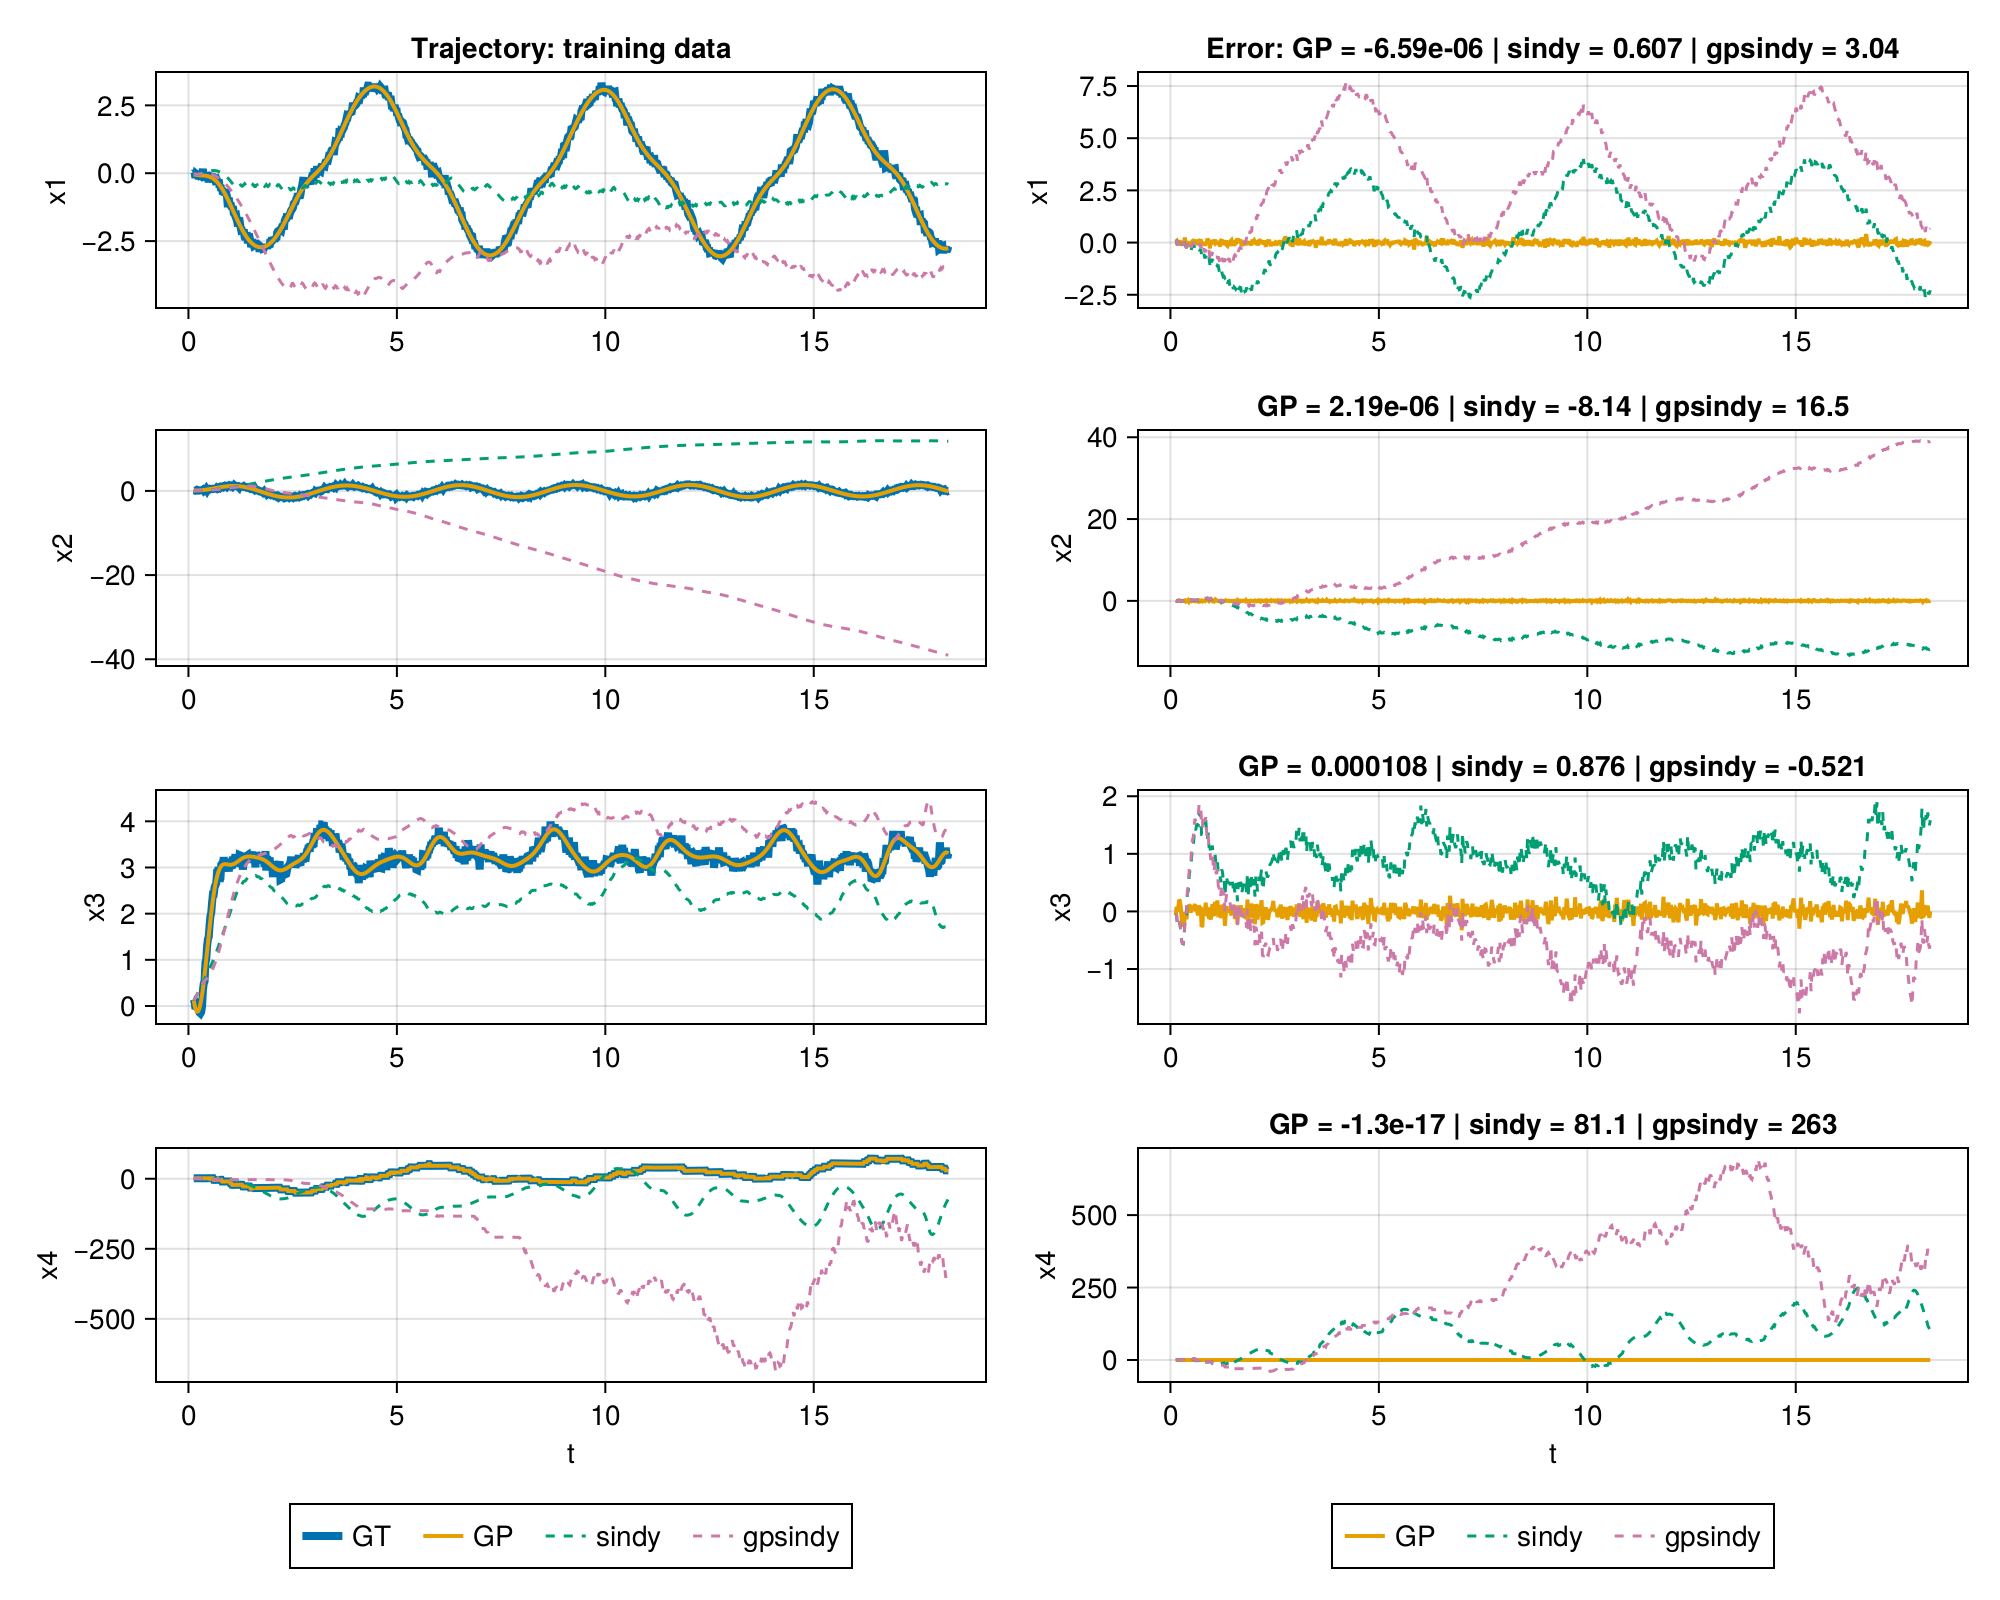 Trajectory: training data
x1
2.5
0.0
−2.5
0 5 10 15
Error: GP = -6.59e-06 | sindy = 0.607 | gpsindy = 3.04
x1
7.5
5.0
2.5
0.0
−2.5
0 5 10 15
x2
0
−20
−40
0 5 10 15
GP = 2.19e-06 | sindy = -8.14 | gpsindy = 16.5
x2
40
20
0
0 5 10 15
x3
4
3
2
1
0
0 5 10 15
GP = 0.000108 | sindy = 0.876 | gpsindy = -0.521
x3
2
1
0
−1
0 5 10 15
x4
0
−250
−500
0 5 10 15
t
GP = -1.3e-17 | sindy = 81.1 | gpsindy = 263
x4
500
250
0
0 5 10 15
t
GT GP sindy gpsindy
GP sindy gpsindy